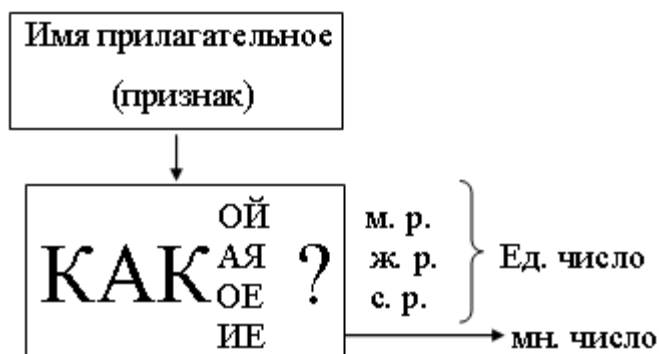 Имя прилагательное
(признак)
КАК ОЙ АЯ ОЕ ИЕ ?
м. р.
ж. р.
с. р.
Ед. число
мн. число